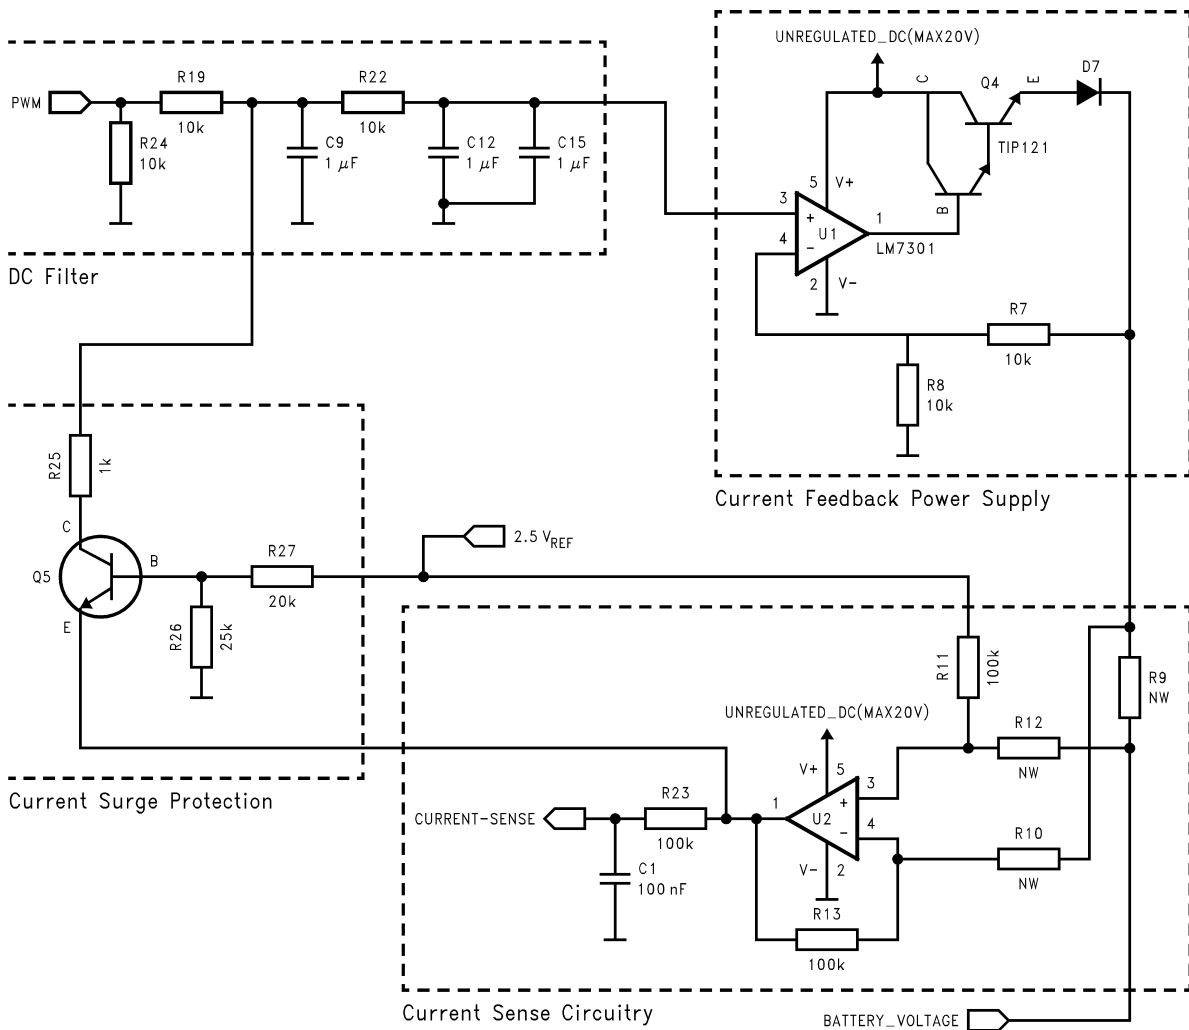 UNREGULATED_DC(MAX20V)
C
Q4
E
D7
PWM
R19
10k
R22
10k
R24
10k
C9
1 µF
C12
1 µF
C15
1 µF
TIP121
B
5
V+
3
+
4
−
U1
1
LM7301
2
V-
DC Filter
R7
10k
R8
10k
Current Feedback Power Supply
R25
1k
C
Q5
B
E
R27
20k
R26
25k
2.5 VREF
Current Surge Protection
R11
100k
R9
NW
UNREGULATED_DC(MAX20V)
R12
NW
V+
5
3
+
U2
4
−
1
V-
2
R10
NW
R23
100k
CURRENT-SENSE
C1
100 nF
R13
100k
Current Sense Circuitry
BATTERY_VOLTAGE